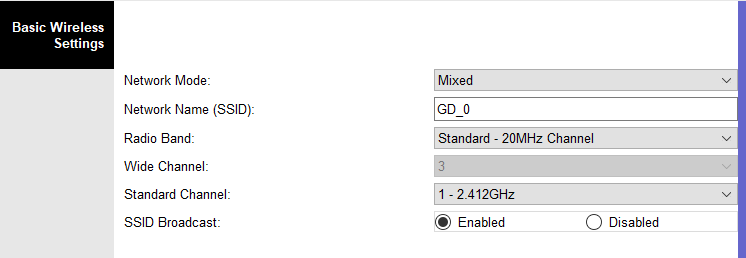 Basic Wireless
Settings
Network Mode: Mixed
Network Name (SSID): GD_0
Radio Band: Standard - 20MHz Channel
Wide Channel: 3
Standard Channel: 1 - 2.412GHz
SSID Broadcast: Enabled Disabled